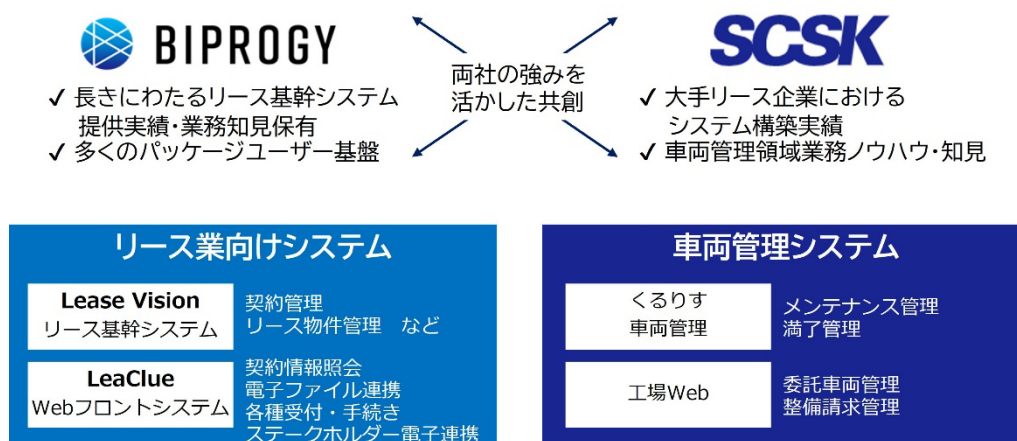 BIPROGY
✓ 長きにわたるリース基幹システム
提供実績・業務知見保有
✓ 多くのパッケージユーザー基盤
両社の強みを
活かした共創
SCSK
✓ 大手リース企業における
システム構築実績
✓ 車両管理領域業務ノウハウ・知見
リース業向けシステム
Lease Vision
リース基幹システム
契約管理
リース物件管理 など
LeaClue
Webフロントシステム
契約情報照会
電子ファイル連携
各種受付・手続き
ステークホルダー電子連携
車両管理システム
くるりす
車両管理
メンテナンス管理
満了管理
工場Web
委託車両管理
整備請求管理